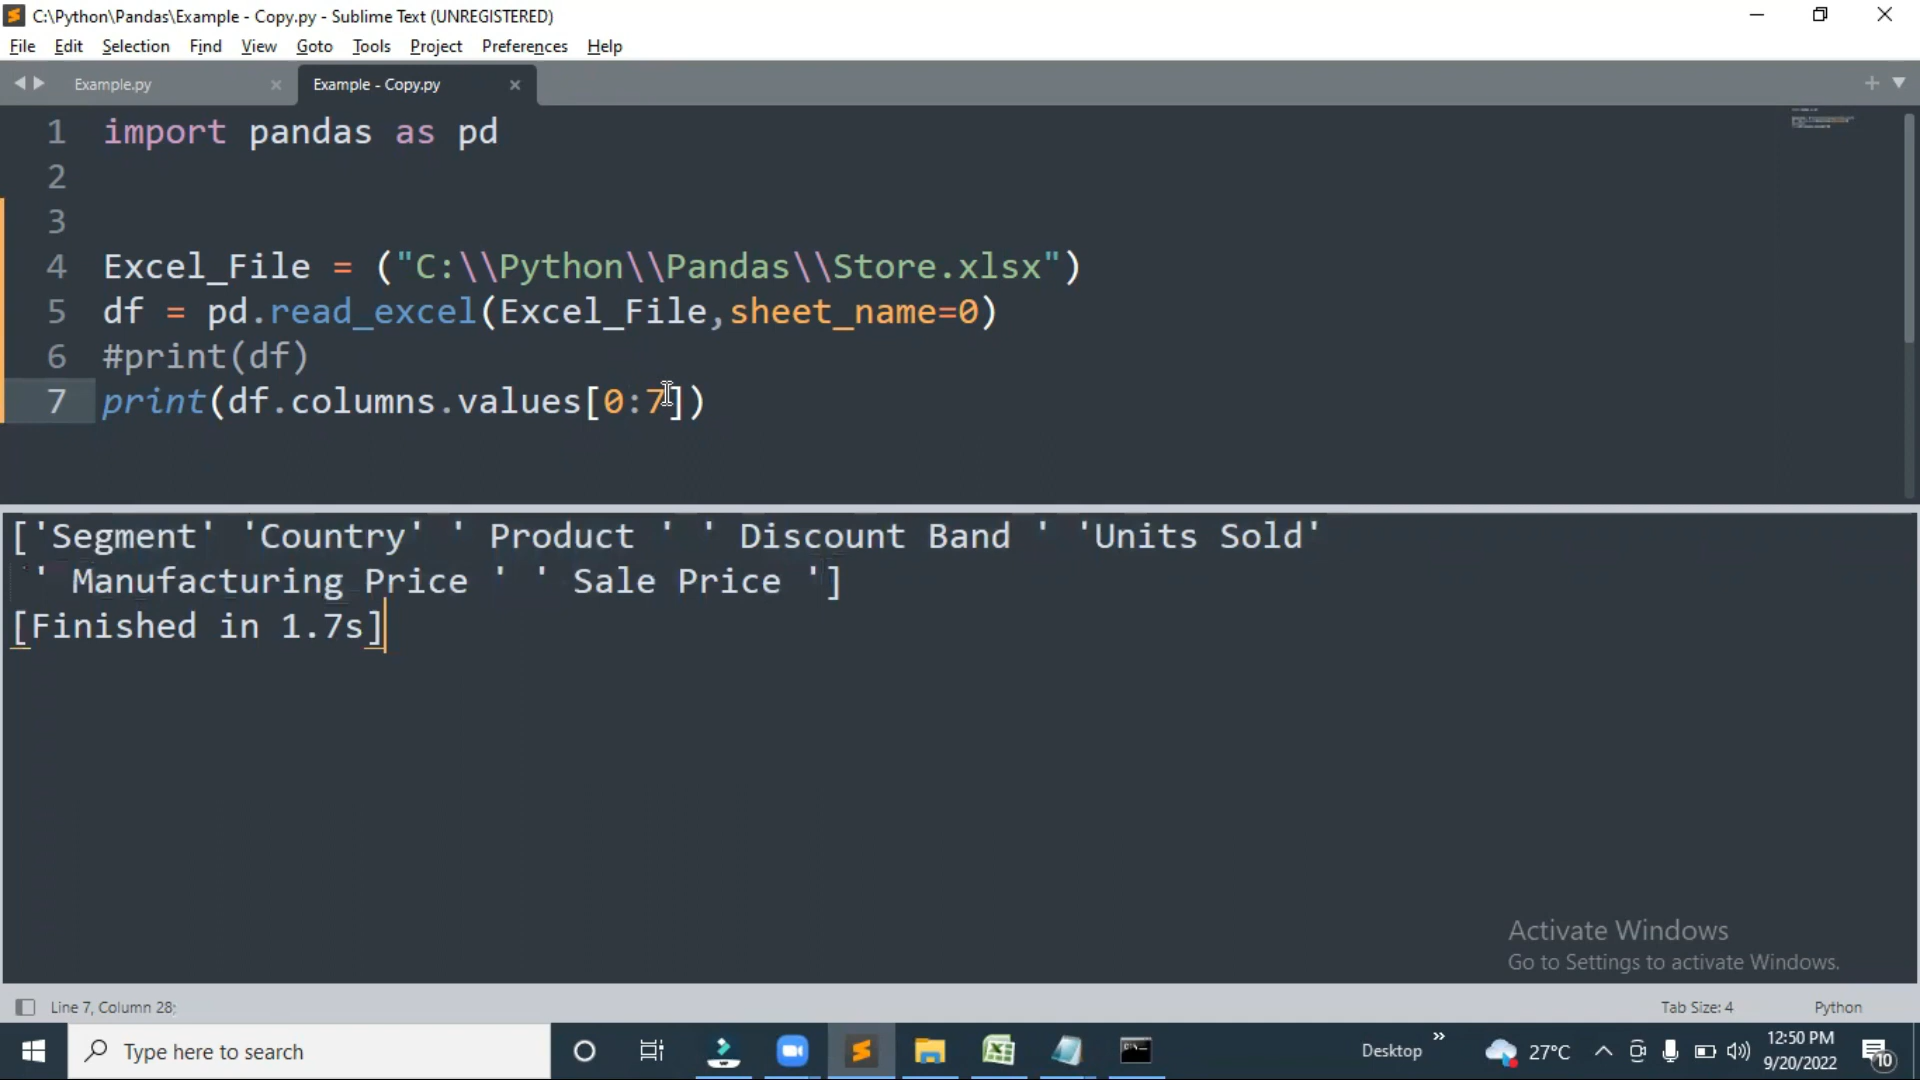 C:\Python\Pandas\Example - Copy.py - Sublime Text (UNREGISTERED)
File Edit Selection Find View Goto Tools Project Preferences Help
Example.py Example - Copy.py
1 import pandas as pd
2
3
4 Excel_File = ("C:\\Python\\Pandas\\Store.xlsx")
5 df = pd.read_excel(Excel_File,sheet_name=0)
6 #print(df)
7 print(df.columns.values[0:7])
['Segment' 'Country' ' Product ' ' Discount Band ' 'Units Sold'
' Manufacturing Price ' ' Sale Price ']
[Finished in 1.7s]
Activate Windows
Go to Settings to activate Windows.
Line 7, Column 28; Tab Size: 4 Python
Type here to search Desktop » 27°C 12:50 PM
9/20/2022 10